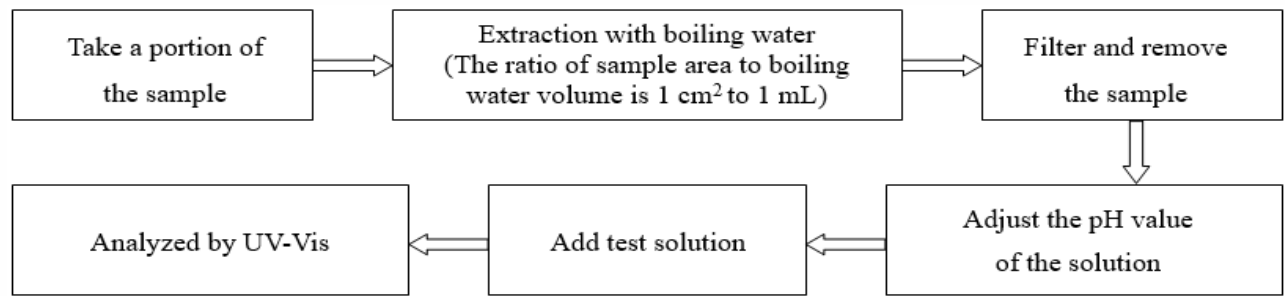 Take a portion of
the sample
Extraction with boiling water
(The ratio of sample area to boiling
water volume is 1 cm² to 1 mL)
Filter and remove
the sample
Adjust the pH value
of the solution
Add test solution
Analyzed by UV-Vis